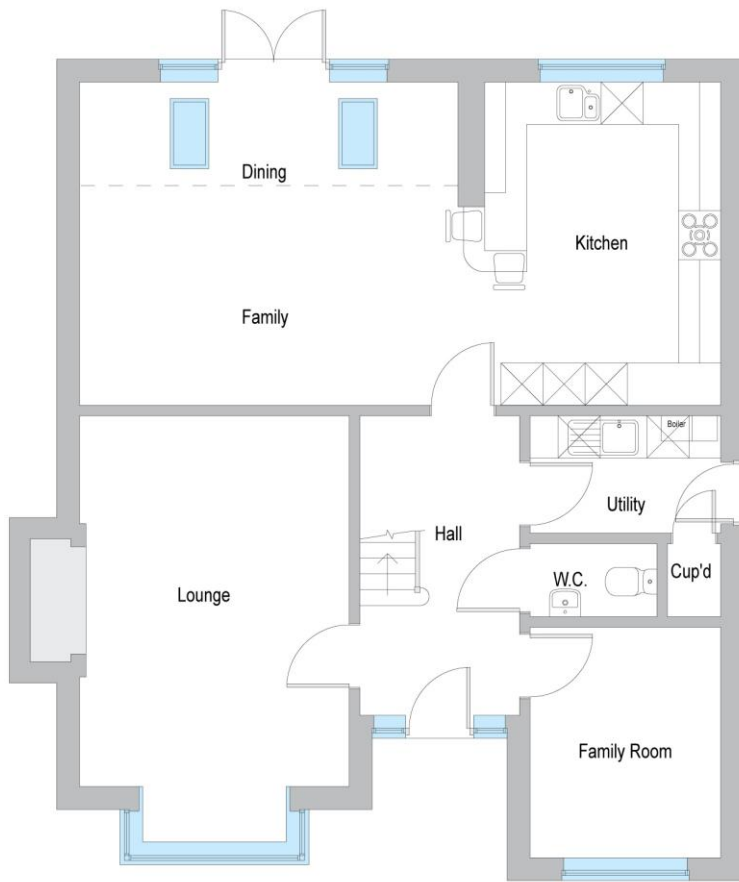 Dining
Kitchen
Family
Boiler
Utility
Hall
Cup'd
W.C.
Lounge
Family Room